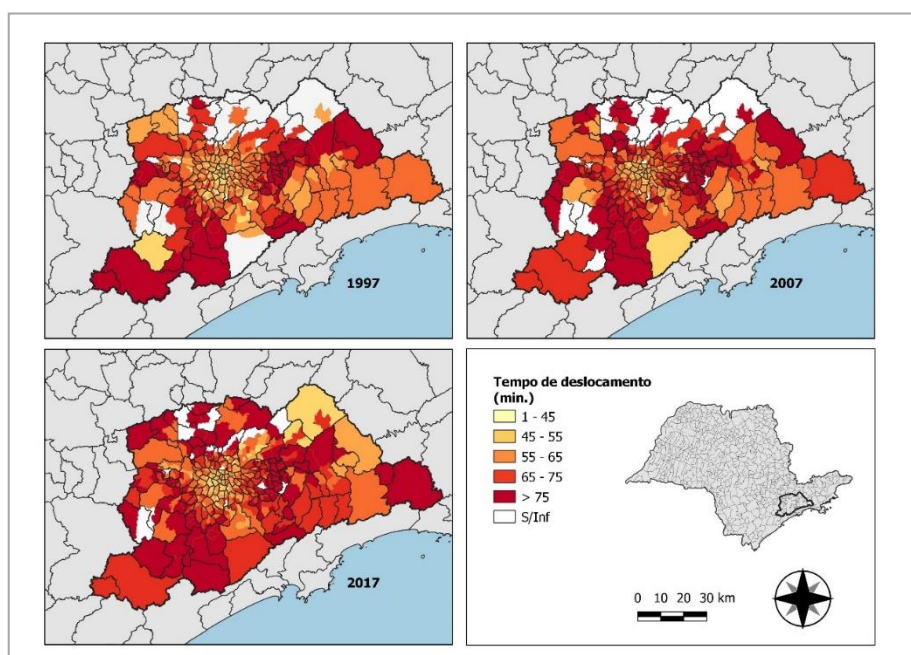 1997
2007
2017
Tempo de deslocamento
(min.)
1 - 45
45 - 55
55 - 65
65 - 75
> 75
S/Inf
0 10 20 30 km